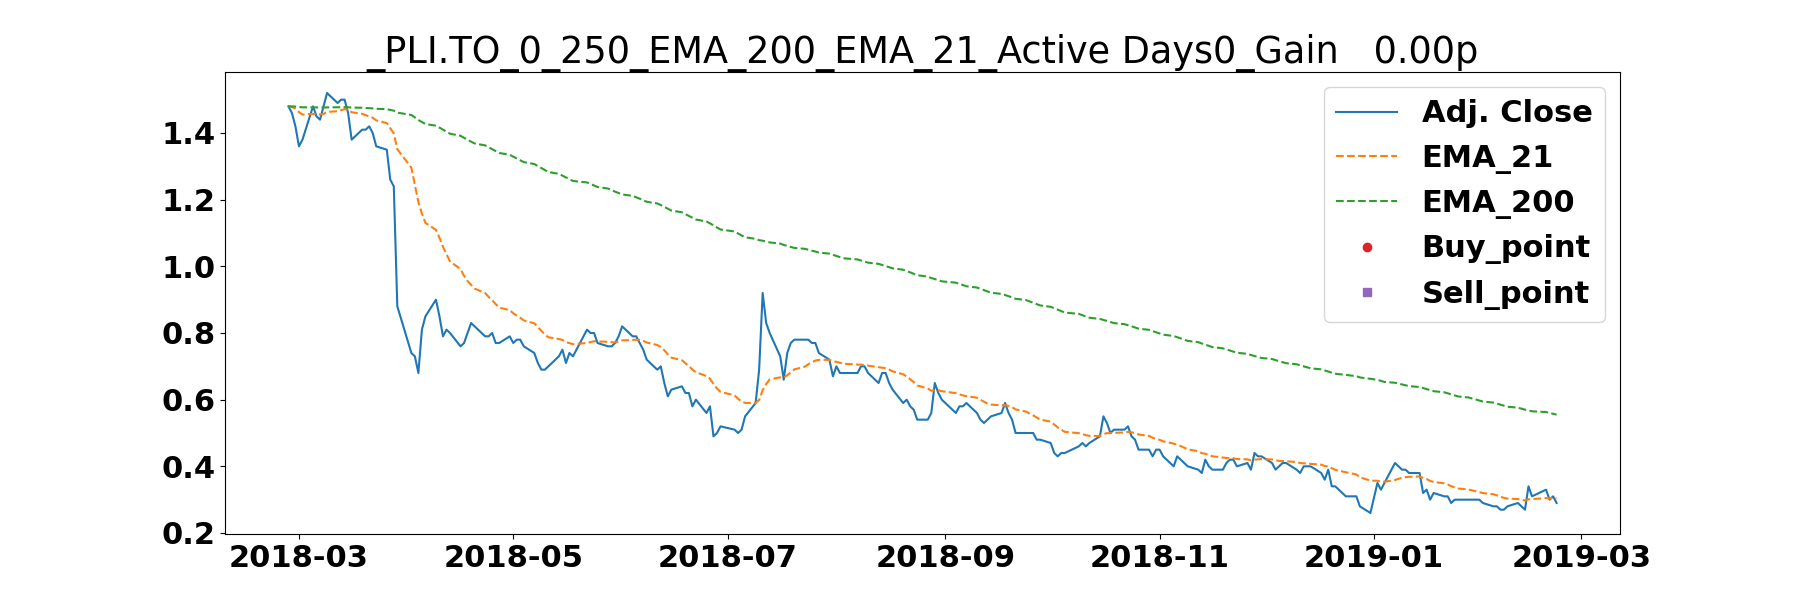 _PLI.TO_0_250_EMA_200_EMA_21_Active Days0_Gain   0.00p
Adj. Close
EMA_21
EMA_200
Buy_point
Sell_point
1.4
1.2
1.0
0.8
0.6
0.4
0.2
2018-03 2018-05 2018-07 2018-09 2018-11 2019-01 2019-03